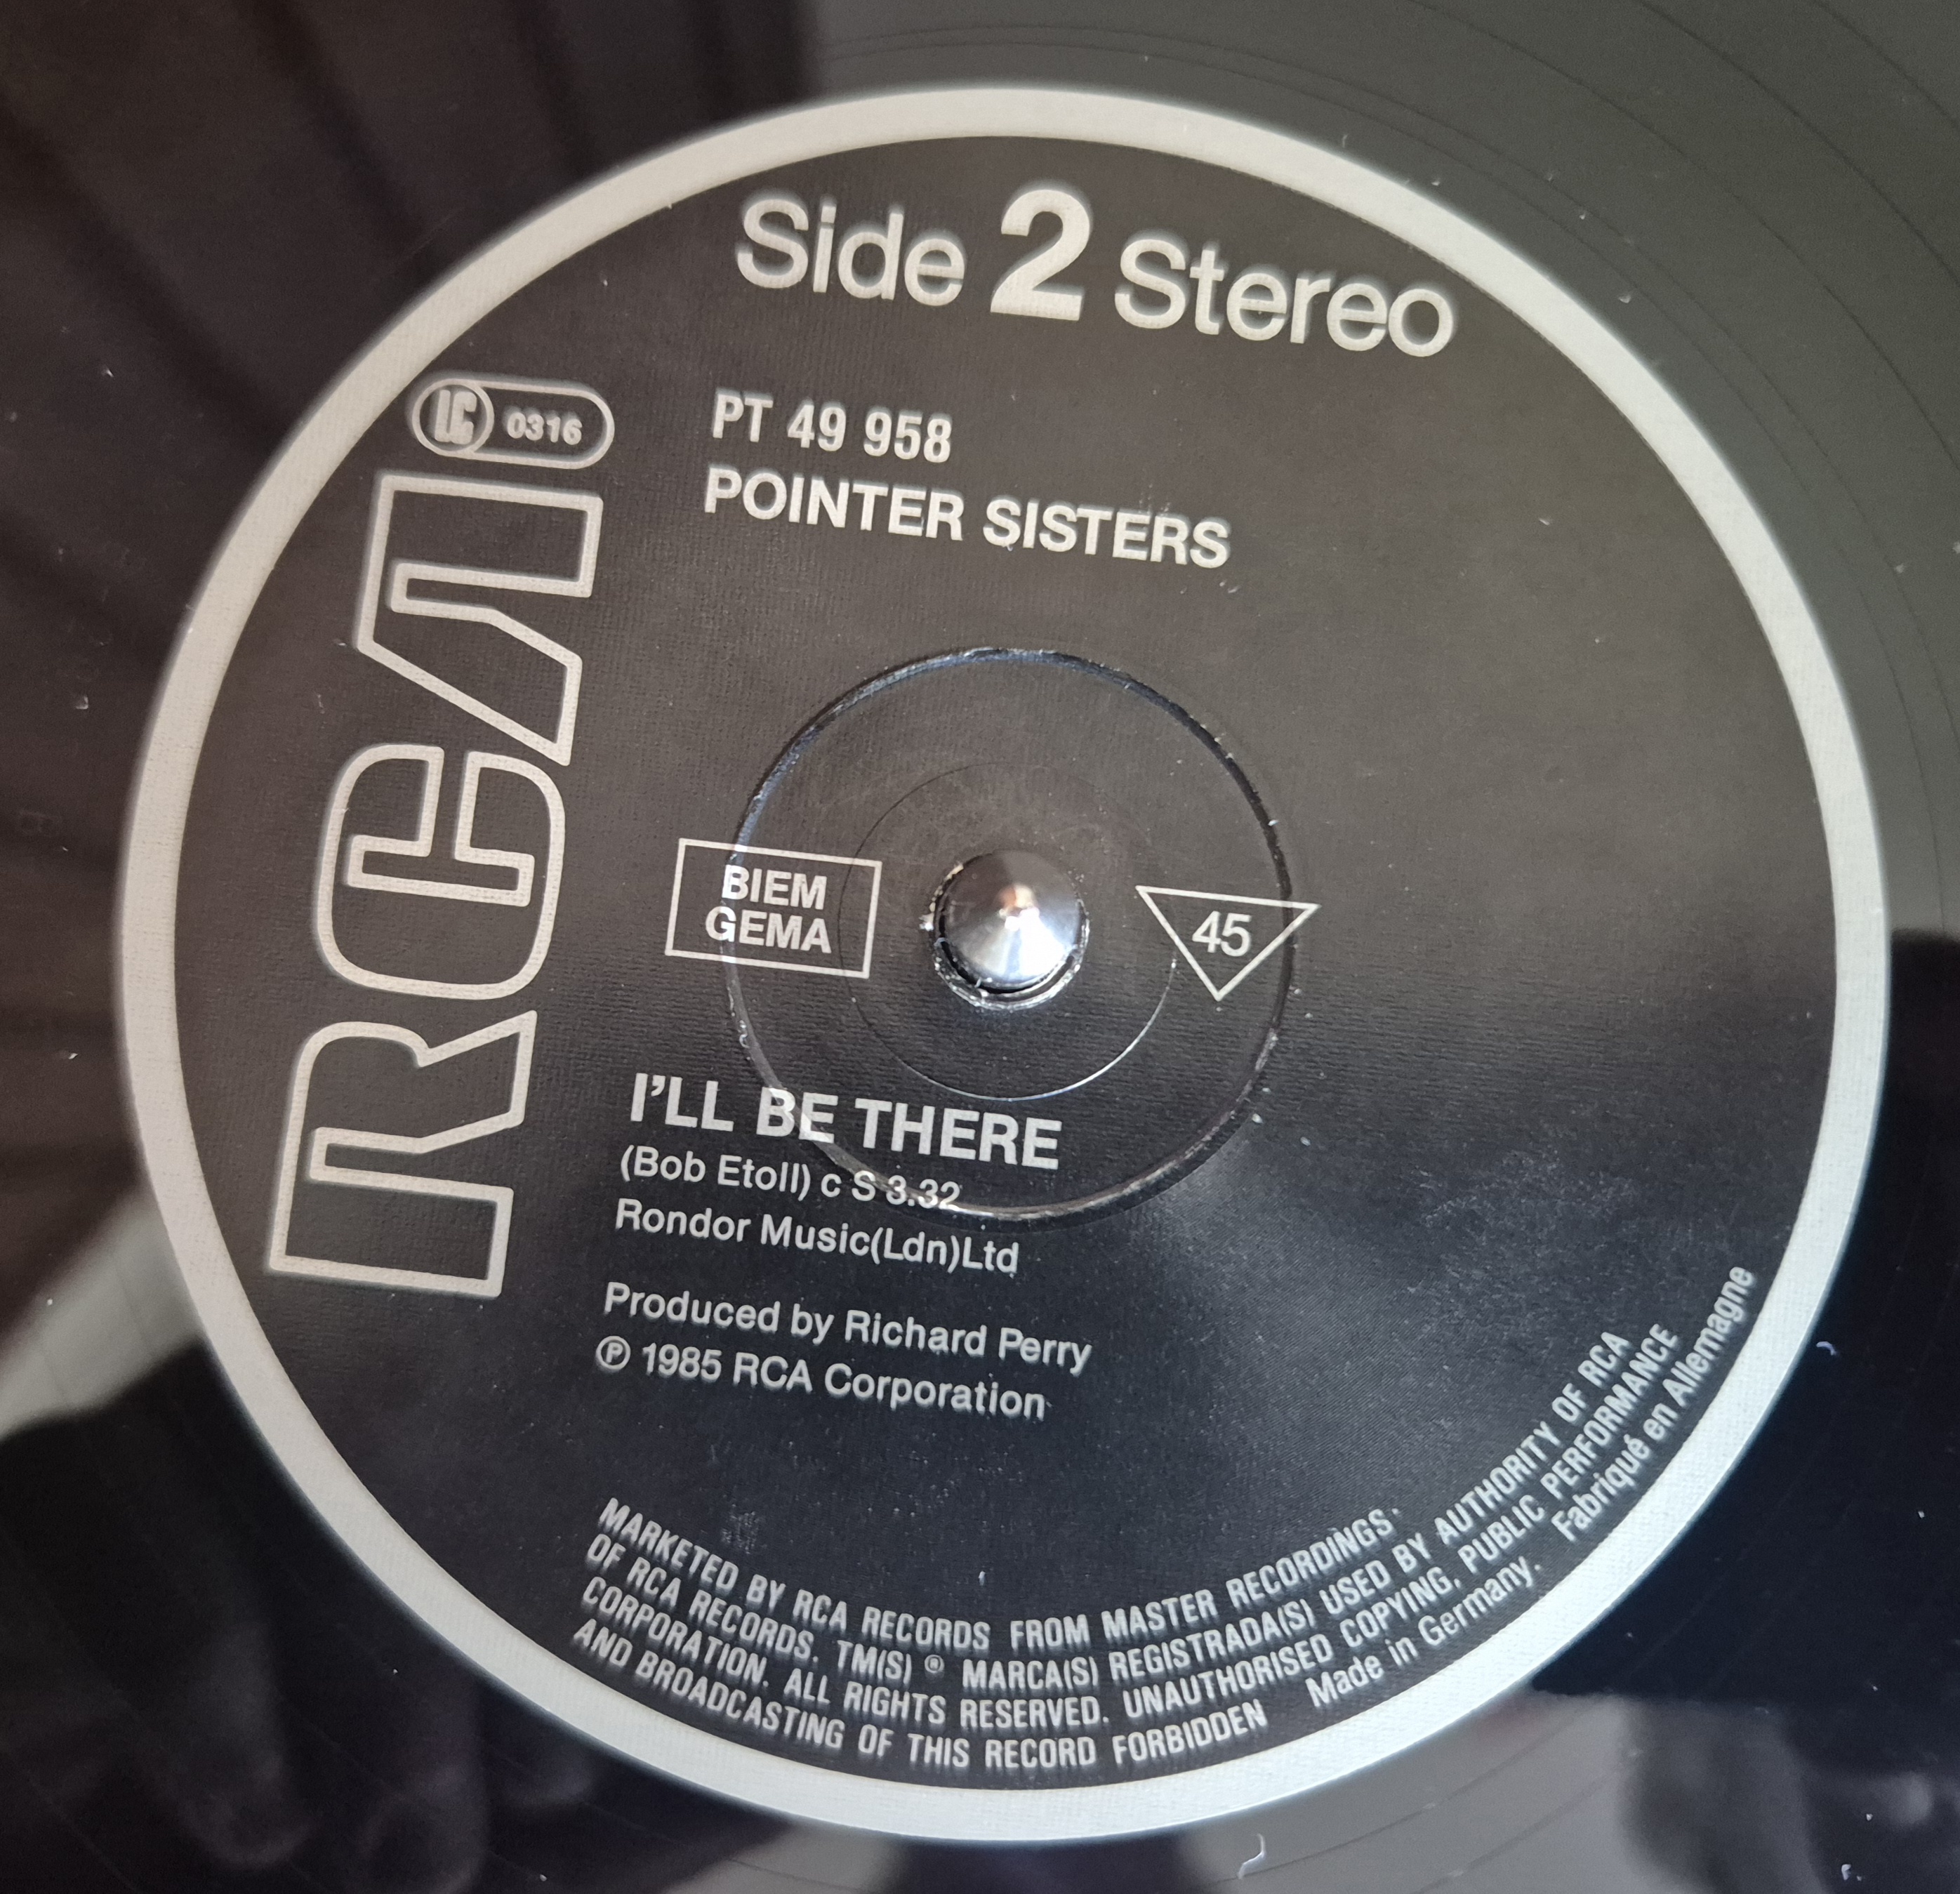 Side 2 Stereo
LC 0316
RCA
PT 49 958
POINTER SISTERS
BIEM
GEMA
45
I'LL BE THERE
(Bob Etoll) c S 3.32
Rondor Music(Ldn)Ltd
Produced by Richard Perry
℗ 1985 RCA Corporation
MARKETED BY RCA RECORDS FROM MASTER RECORDINGS.
OF RCA RECORDS. TM(S) ® MARCA(S) REGISTRADA(S) USED BY AUTHORITY OF RCA
CORPORATION. ALL RIGHTS RESERVED. UNAUTHORISED COPYING, PUBLIC PERFORMANCE
AND BROADCASTING OF THIS RECORD FORBIDDEN Made in Germany. Fabriqué en Allemagne